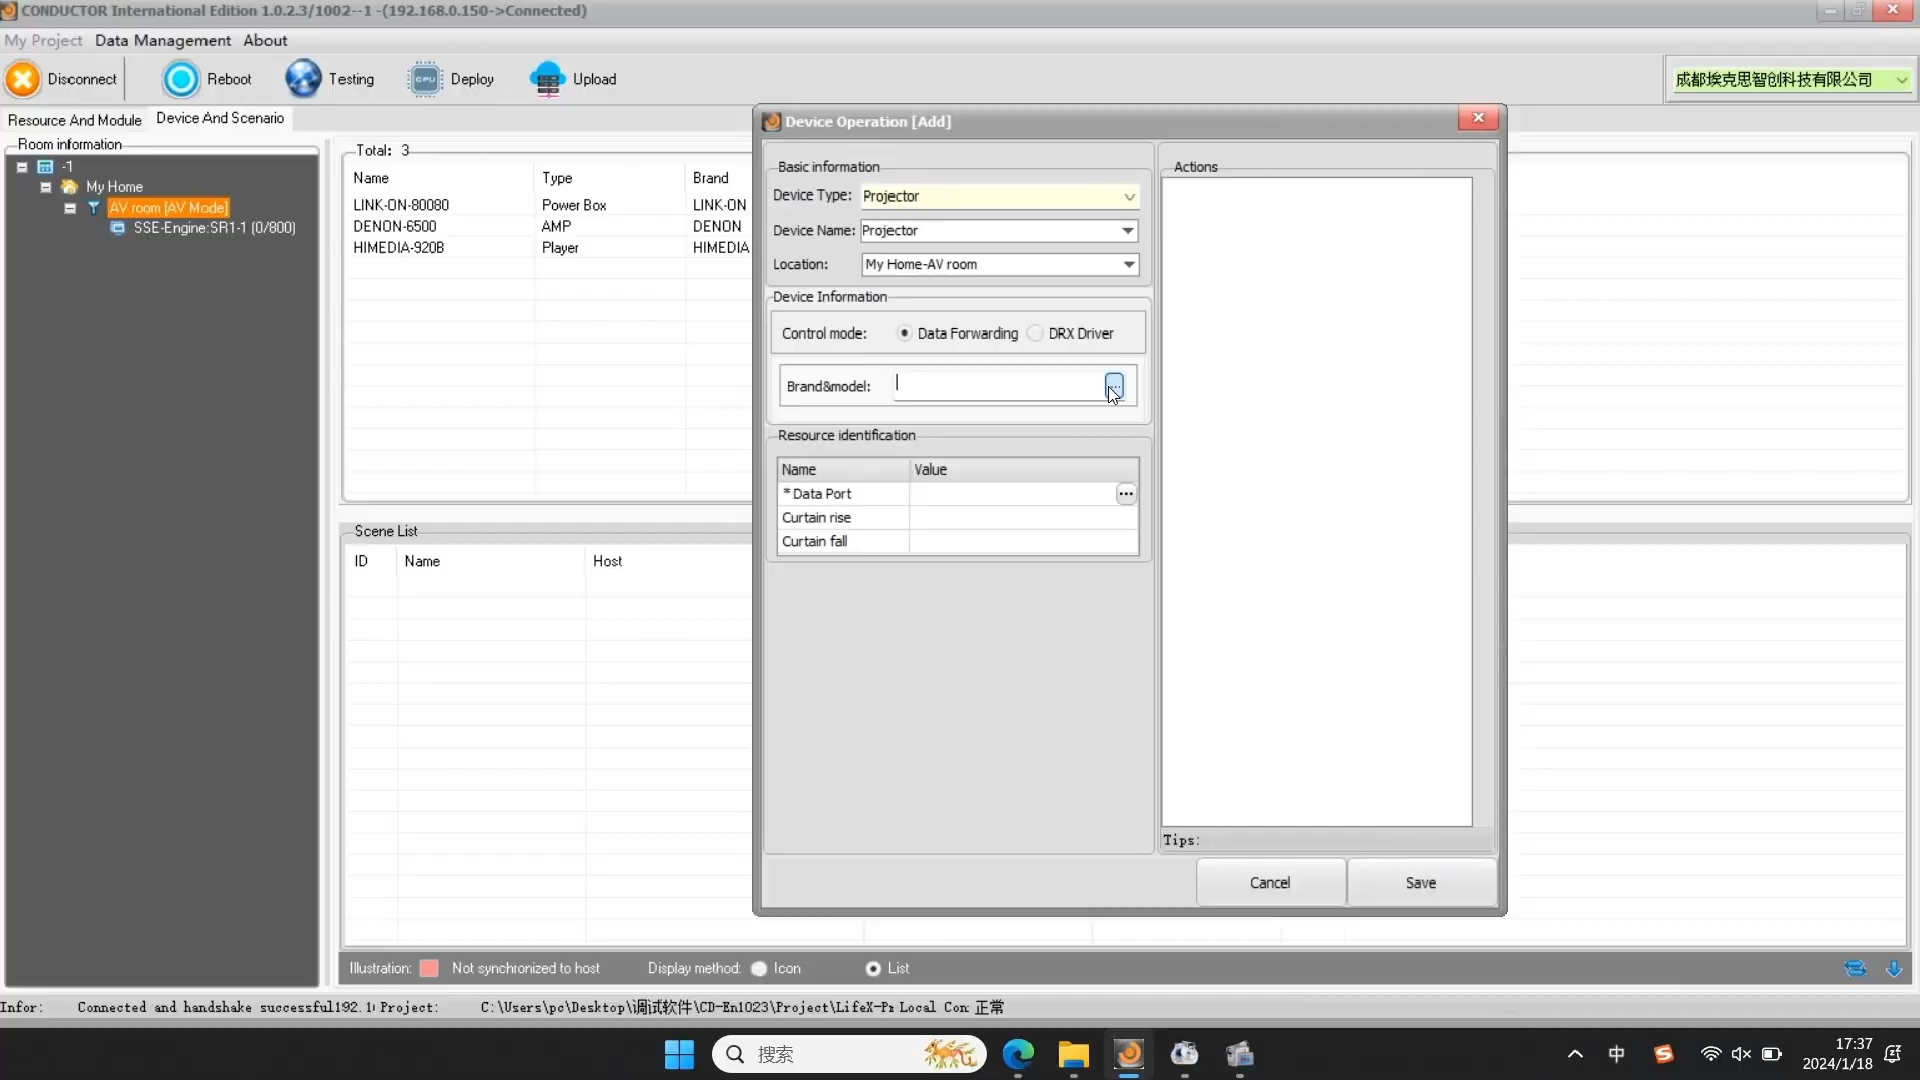 CONDUCTOR International Edition 1.0.2.3/1002--1 -(192.168.0.150->Connected)
My Project Data Management About
Disconnect Reboot Testing Deploy Upload 成都埃克思智创科技有限公司
Resource And Module Device And Scenario
Room information
-1
My Home
AV room [AV Mode]
SSE-Engine:SR1-1 (0/800)
Total: 3
Name Type Brand
LINK-ON-80080 Power Box LINK-ON
DENON-6500 AMP DENON
HIMEDIA-920B Player HIMEDIA
Scene List
ID Name Host
Device Operation [Add]
Basic information
Device Type: Projector
Device Name: Projector
Location: My Home-AV room
Device Information
Control mode: Data Forwarding DRX Driver
Brand&model: ...
Resource identification
Name Value
* Data Port ...
Curtain rise
Curtain fall
Actions
Tips:
Cancel Save
Illustration: Not synchronized to host Display method: Icon List
Infor: Connected and handshake successful192.1 Project: C:\Users\pc\Desktop\调试软件\CD-En1023\Project\LifeX-P Local Con: 正常
CPU
搜索
中
17:37
2024/1/18